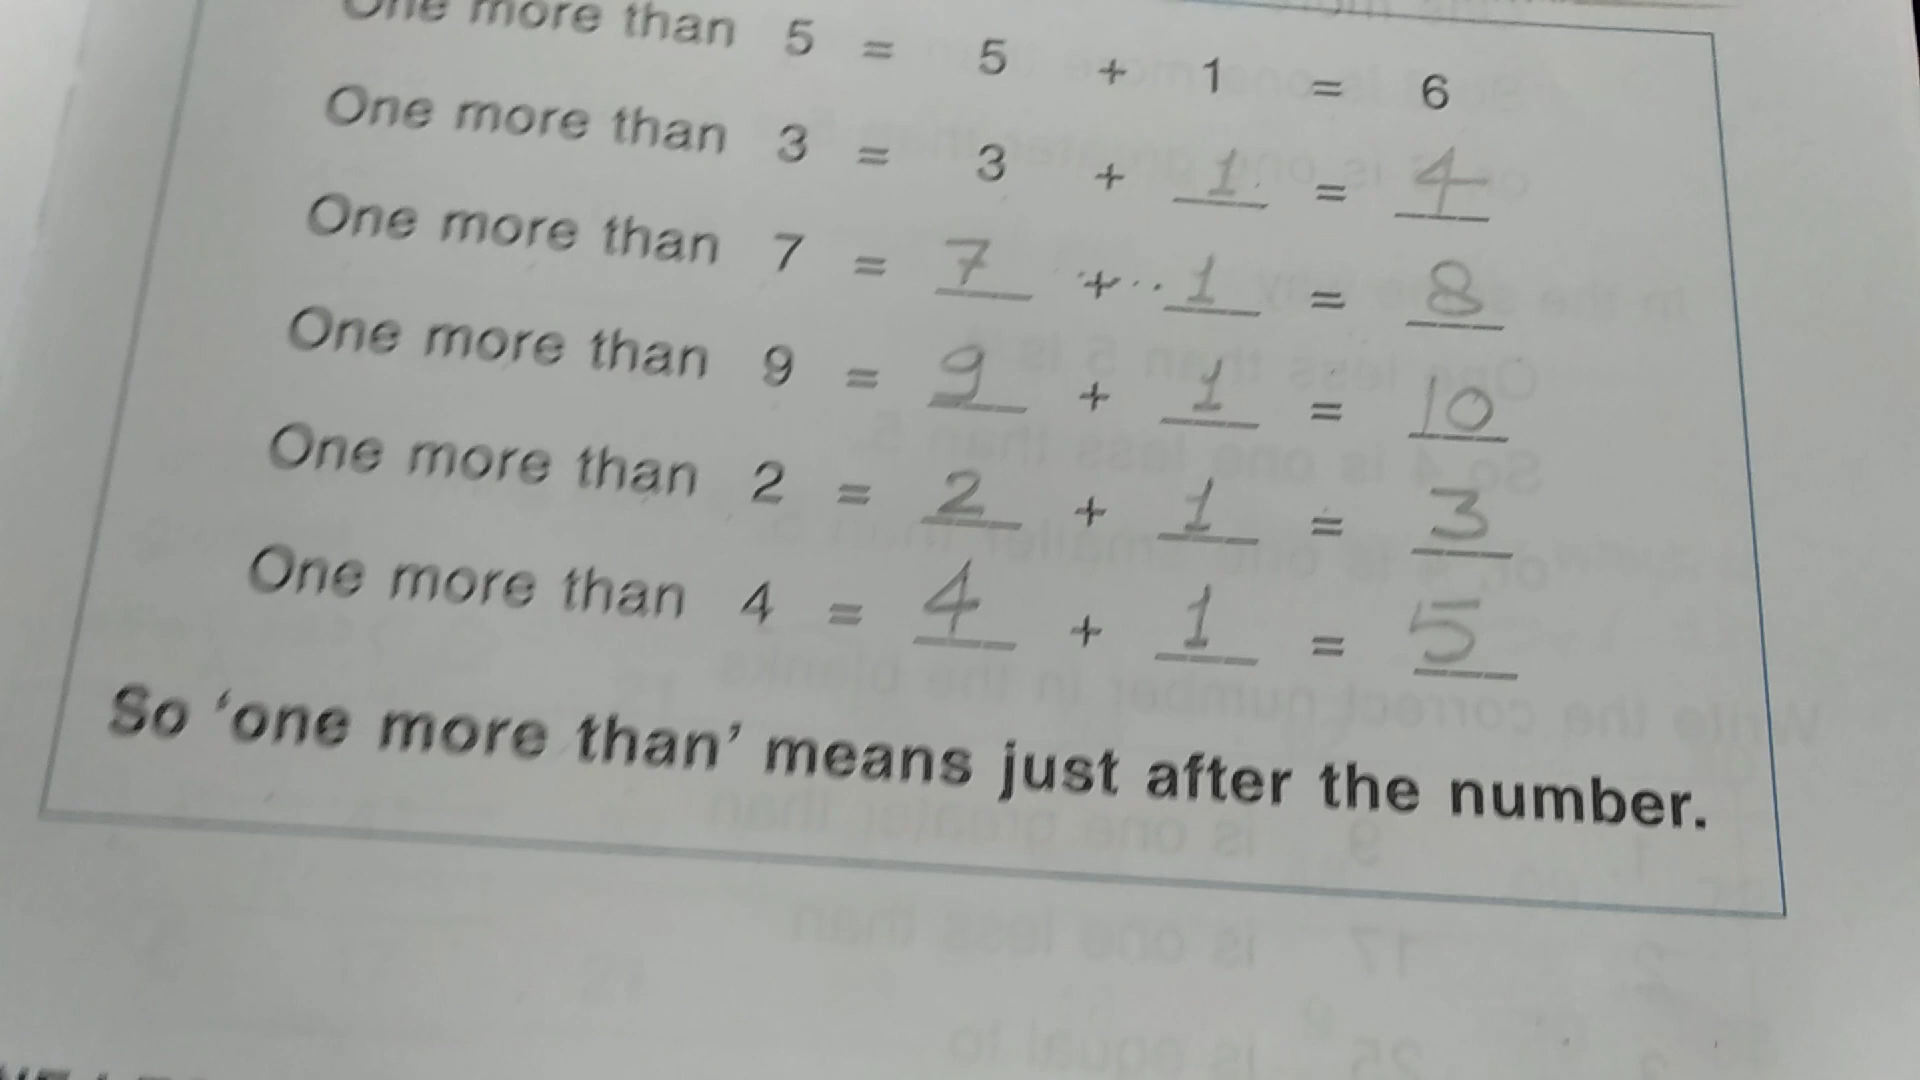 One more than 5 = 5 + 1 = 6
One more than 3 = 3 + 1 = 4
One more than 7 = 7 + 1 = 8
One more than 9 = 9 + 1 = 10
One more than 2 = 2 + 1 = 3
One more than 4 = 4 + 1 = 5
So 'one more than' means just after the number.